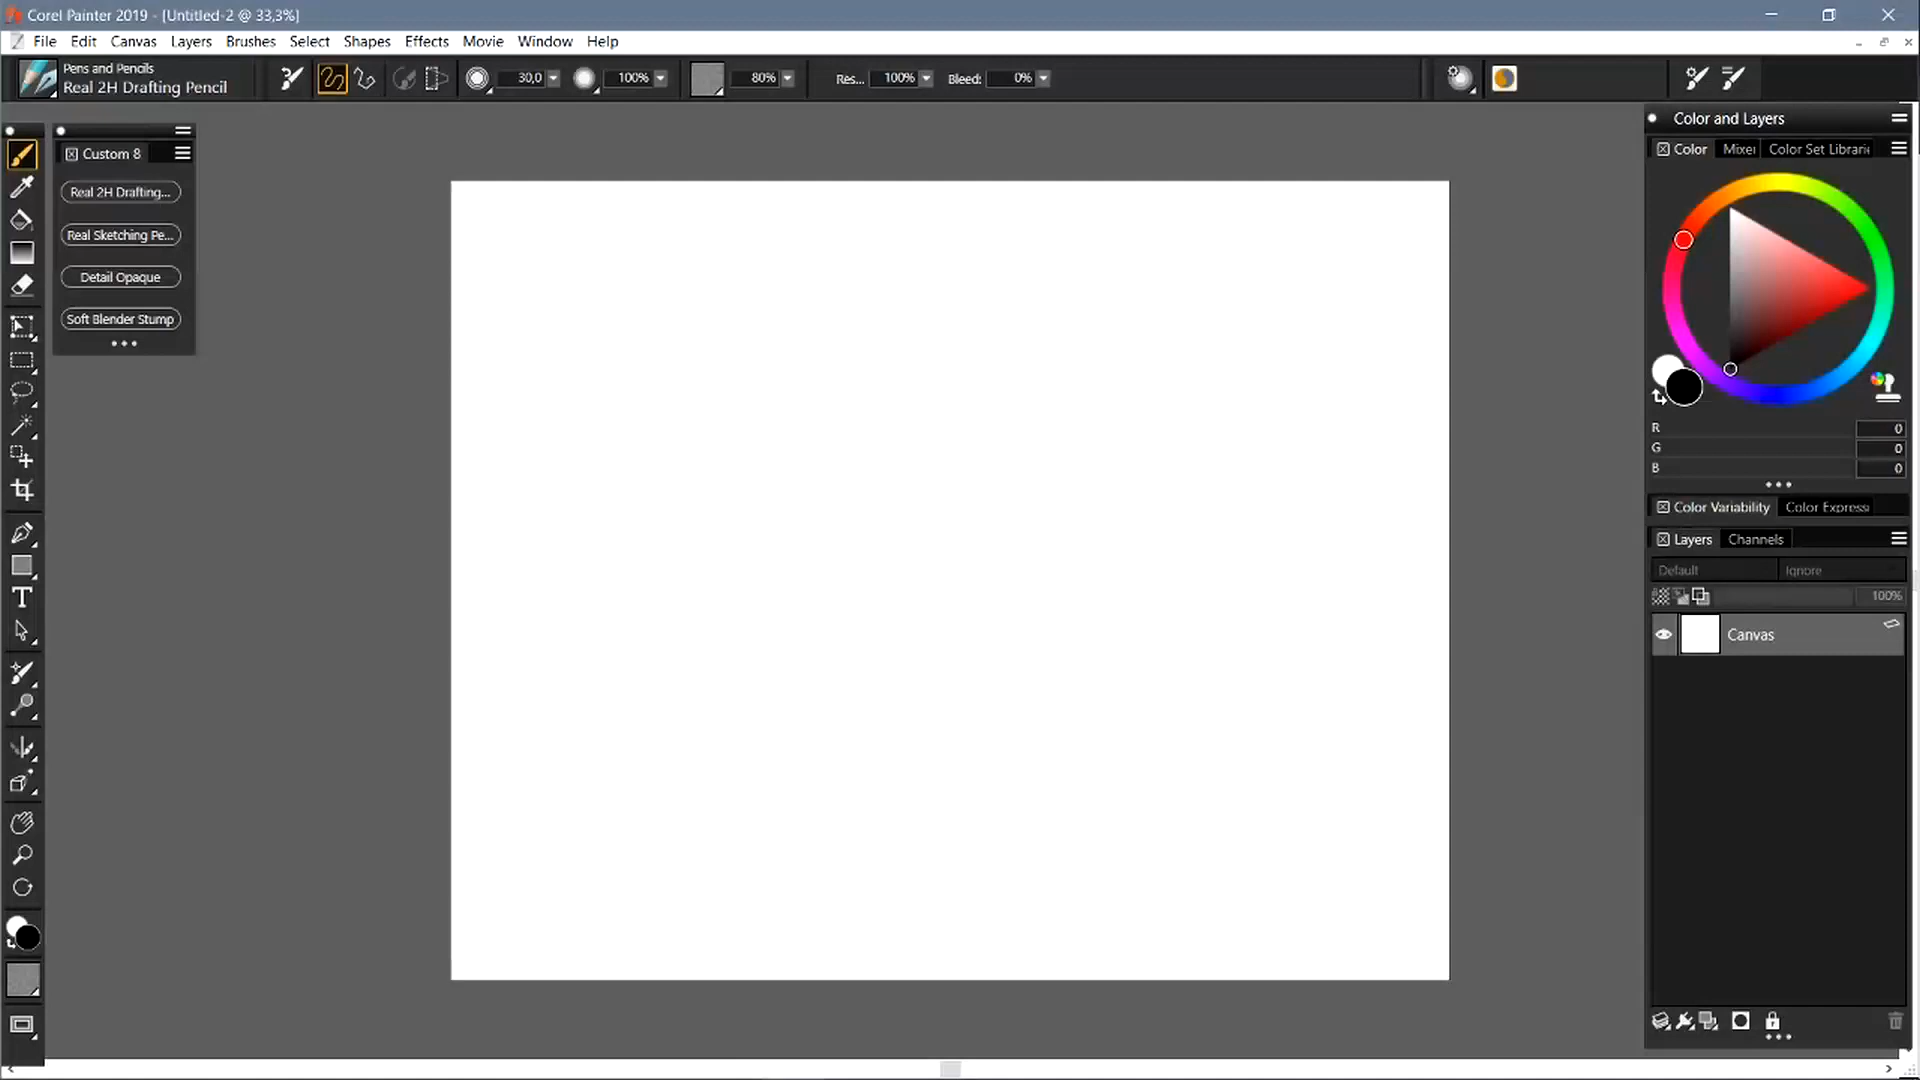 Corel Painter 2019 - [Untitled-2 @ 33,3%]
File Edit Canvas Layers Brushes Select Shapes Effects Movie Window Help
Pens and Pencils
Real 2H Drafting Pencil
30,0 100% 80% Res... 100% Bleed: 0%
Custom 8
Real 2H Drafting...
Real Sketching Pe...
Detail Opaque
Soft Blender Stump
Color and Layers
Color Mixer Color Set Librarie
R 0
G 0
B 0
Color Variability Color Express
Layers Channels
Default Ignore
100%
Canvas
T